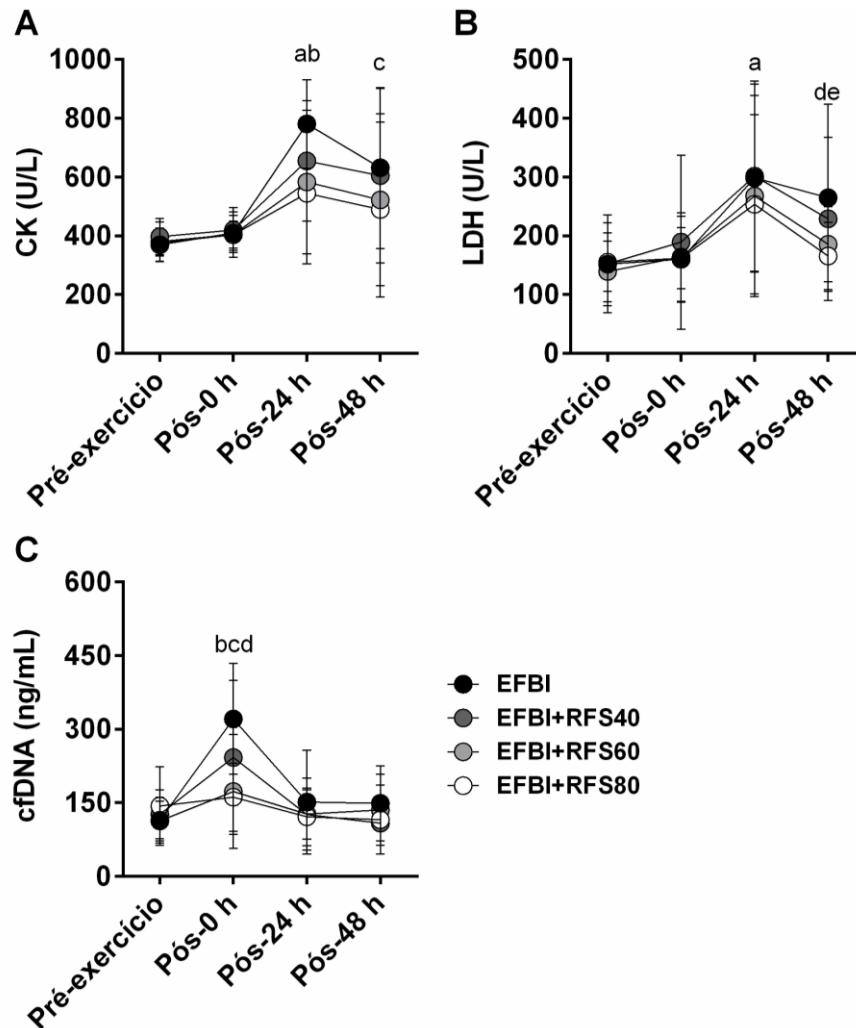 A
CK (U/L)
1000
800
600
400
200
0
ab
c
Pré-exercício
Pós-0 h
Pós-24 h
Pós-48 h
B
LDH (U/L)
500
400
300
200
100
0
a
de
Pré-exercício
Pós-0 h
Pós-24 h
Pós-48 h
C
cfDNA (ng/mL)
600
450
300
150
0
bcd
Pré-exercício
Pós-0 h
Pós-24 h
Pós-48 h
EFBI
EFBI+RFS40
EFBI+RFS60
EFBI+RFS80